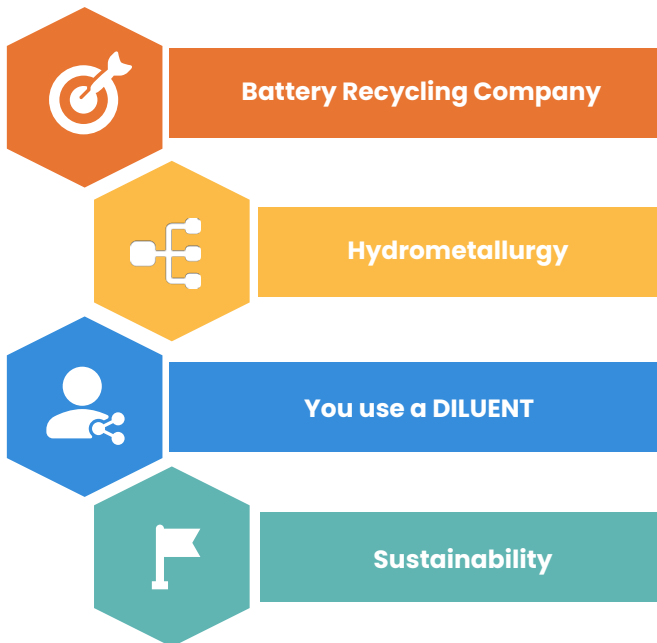 Battery Recycling Company
Hydrometallurgy
You use a DILUENT
Sustainability